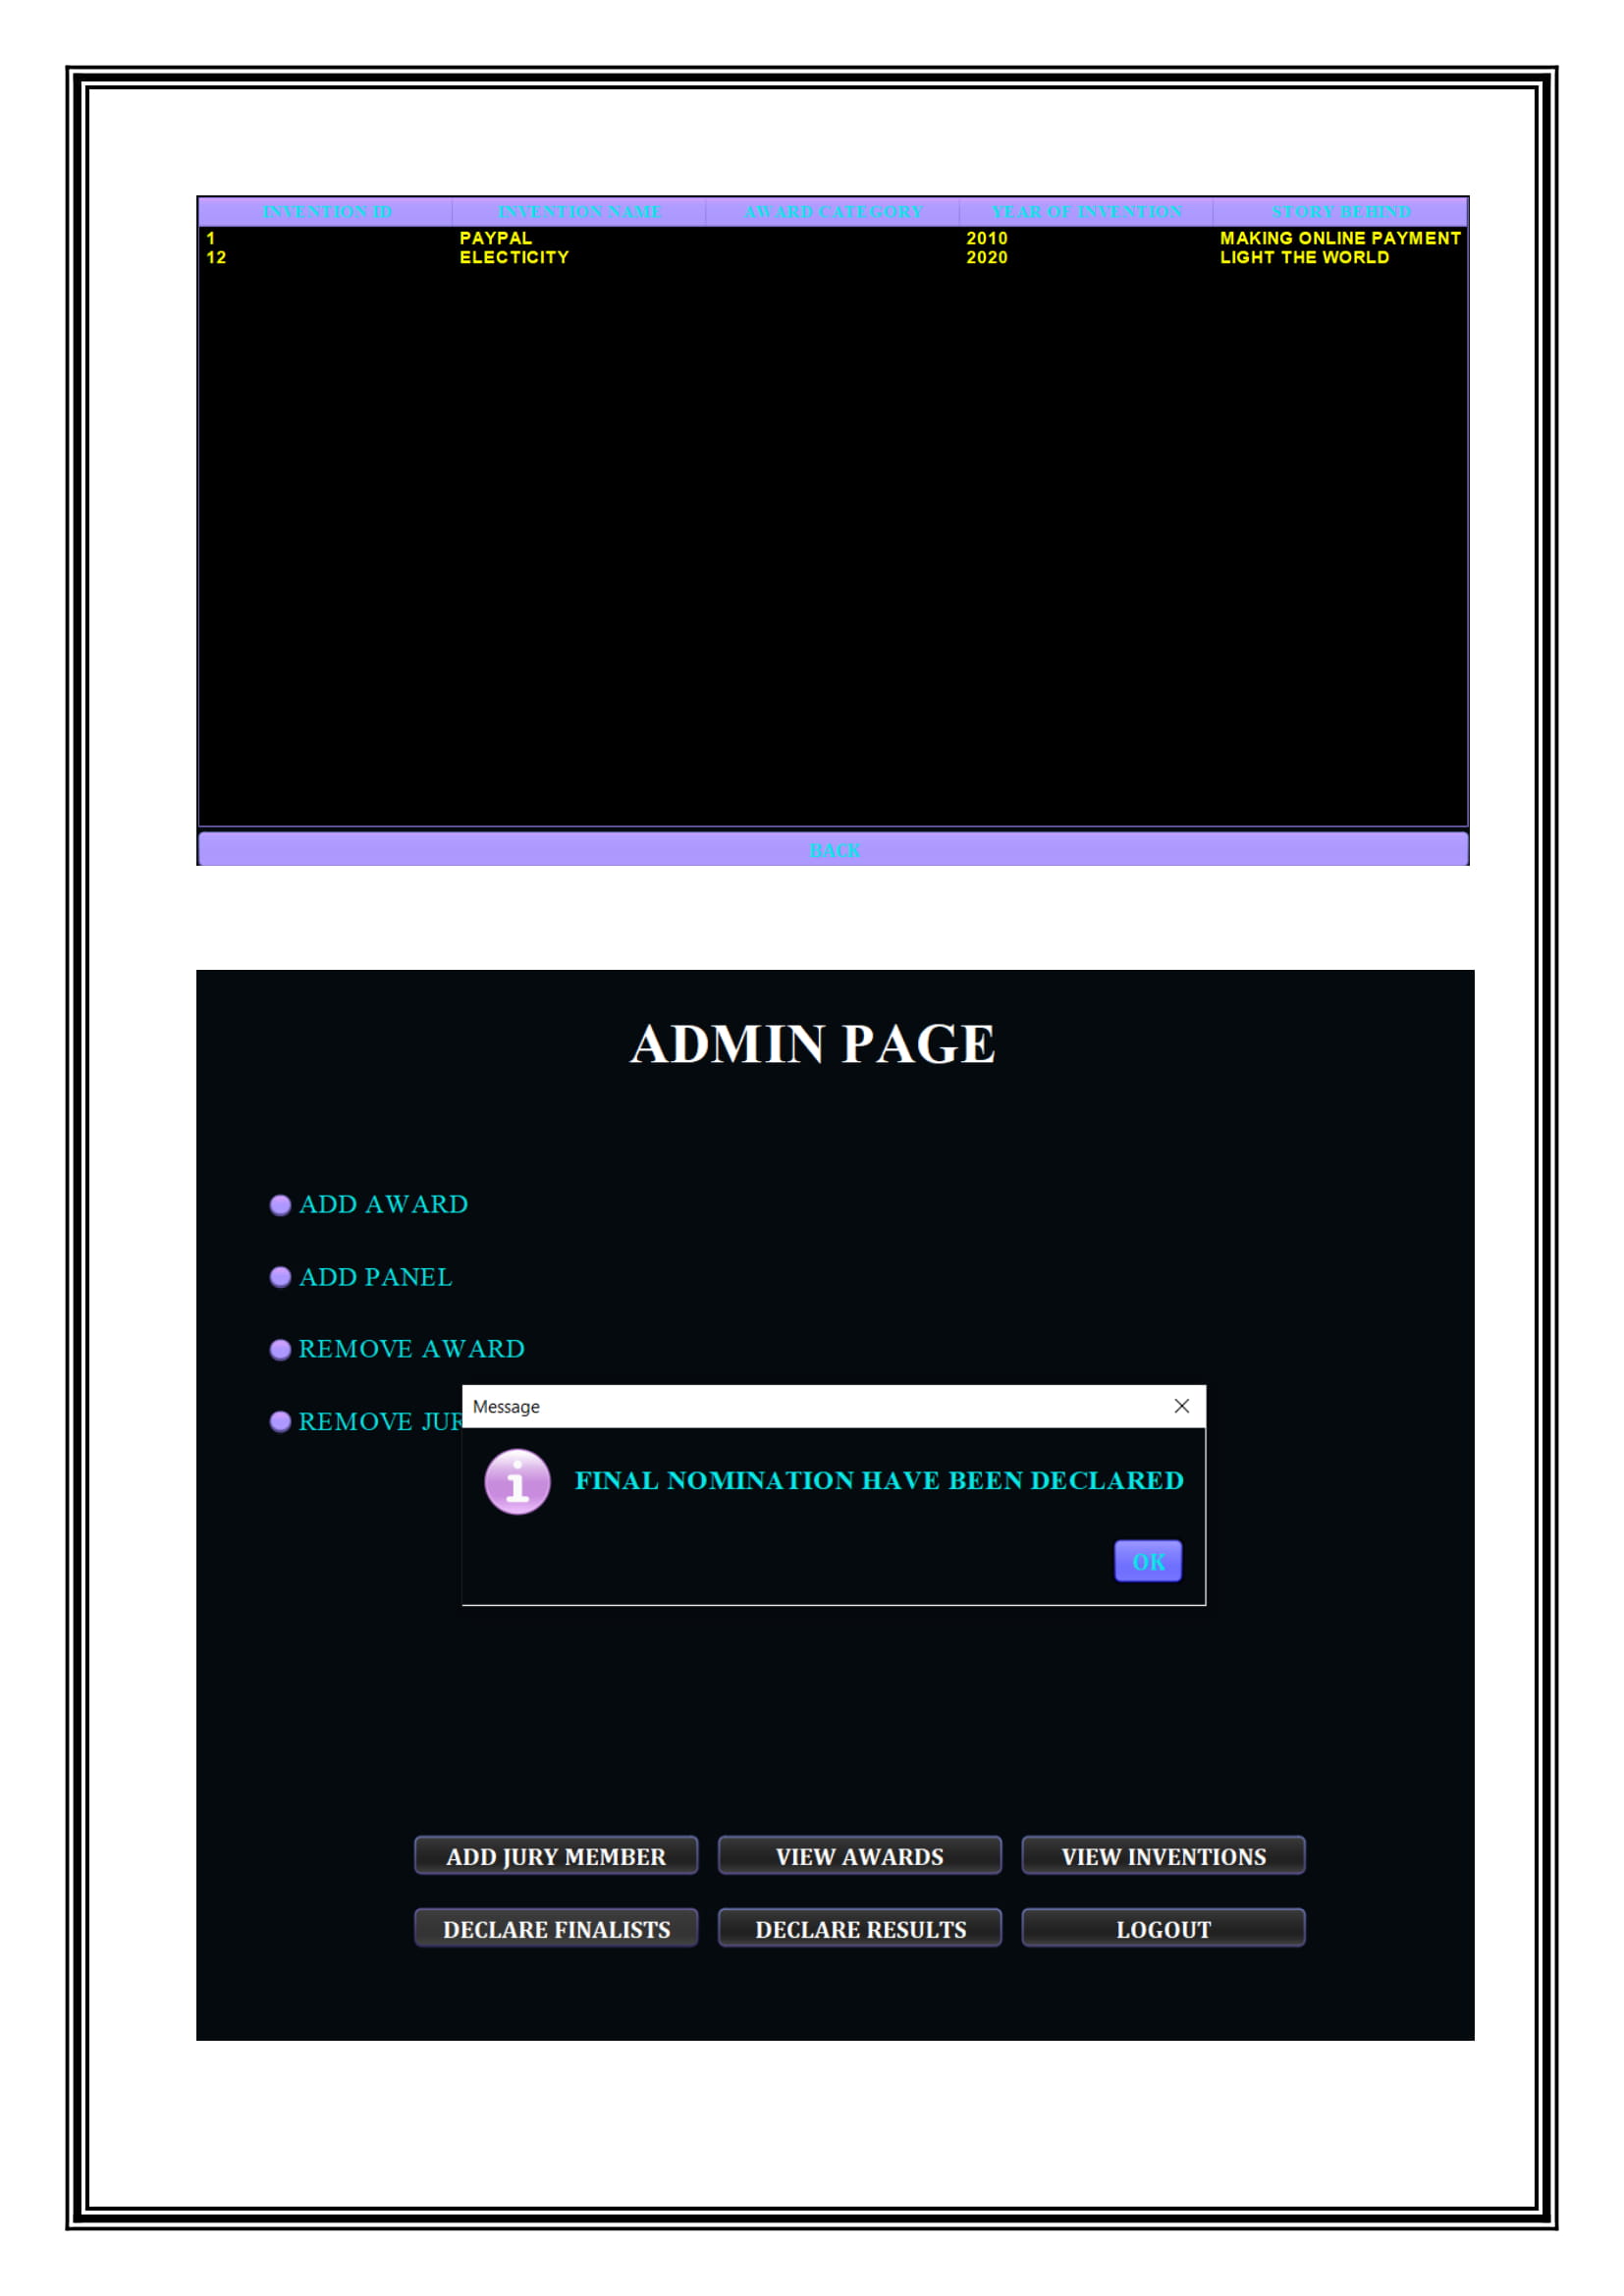 INVENTION ID INVENTION NAME AWARD CATEGORY YEAR OF INVENTION STORY BEHIND
1 PAYPAL 2010 MAKING ONLINE PAYMENT
12 ELECTICITY 2020 LIGHT THE WORLD
BACK
ADMIN PAGE
ADD AWARD
ADD PANEL
REMOVE AWARD
REMOVE JUR
Message
FINAL NOMINATION HAVE BEEN DECLARED
OK
ADD JURY MEMBER VIEW AWARDS VIEW INVENTIONS
DECLARE FINALISTS DECLARE RESULTS LOGOUT